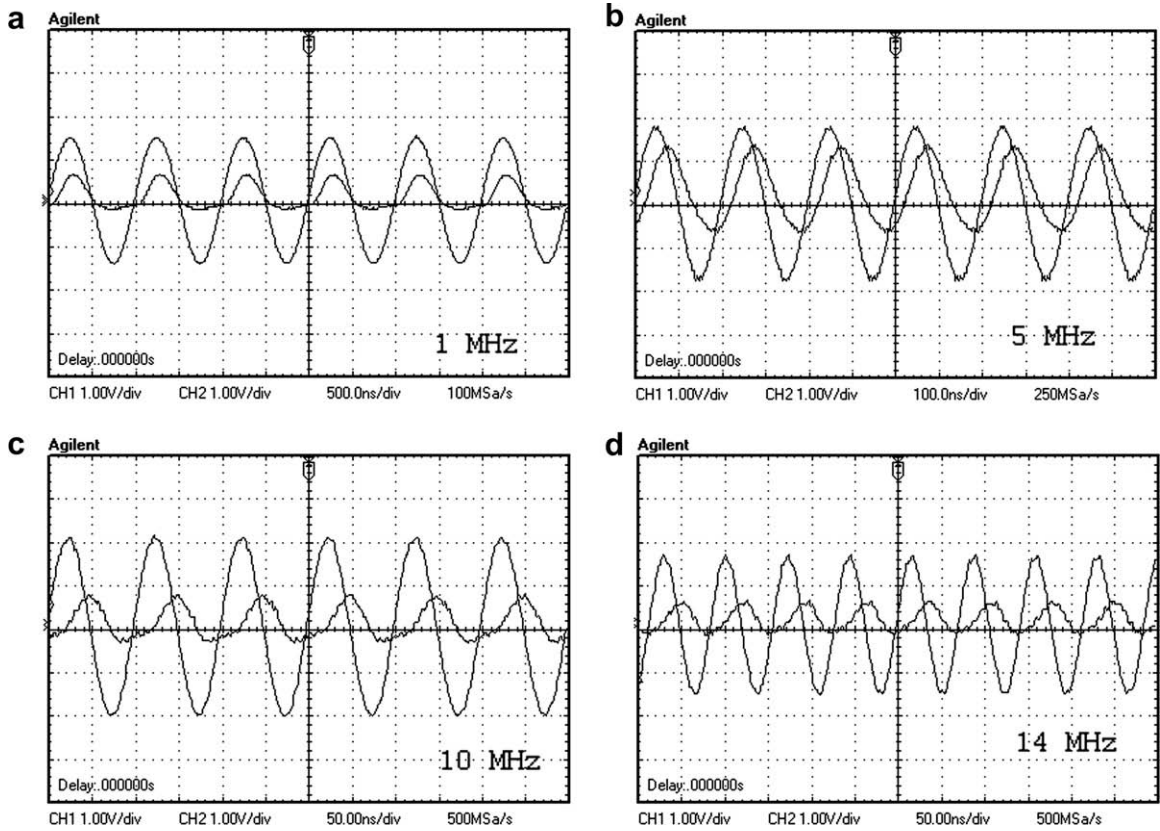 a
Agilent
1 MHz
Delay:.000000s
CH1 1.00V/div CH2 1.00V/div 500.0ns/div 100MSa/s
b
Agilent
5 MHz
Delay:.000000s
CH1 1.00V/div CH2 1.00V/div 100.0ns/div 250MSa/s
c
Agilent
10 MHz
Delay:.000000s
CH1 1.00V/div CH2 1.00V/div 50.00ns/div 500MSa/s
d
Agilent
14 MHz
Delay:.000000s
CH1 1.00V/div CH2 1.00V/div 50.00ns/div 500MSa/s